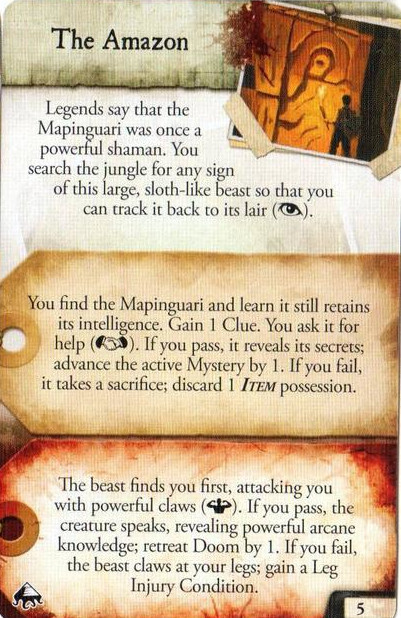 The Amazon
Legends say that the
Mapinguari was once a
powerful shaman. You
search the jungle for any sign
of this large, sloth-like beast so that you
can track it back to its lair ( ).
You find the Mapinguari and learn it still retains
its intelligence. Gain 1 Clue. You ask it for
help ( ). If you pass, it reveals its secrets;
advance the active Mystery by 1. If you fail,
it takes a sacrifice; discard 1 ITEM possession.
The beast finds you first, attacking you
with powerful claws ( ). If you pass, the
creature speaks, revealing powerful arcane
knowledge; retreat Doom by 1. If you fail,
the beast claws at your legs; gain a Leg
Injury Condition.
5